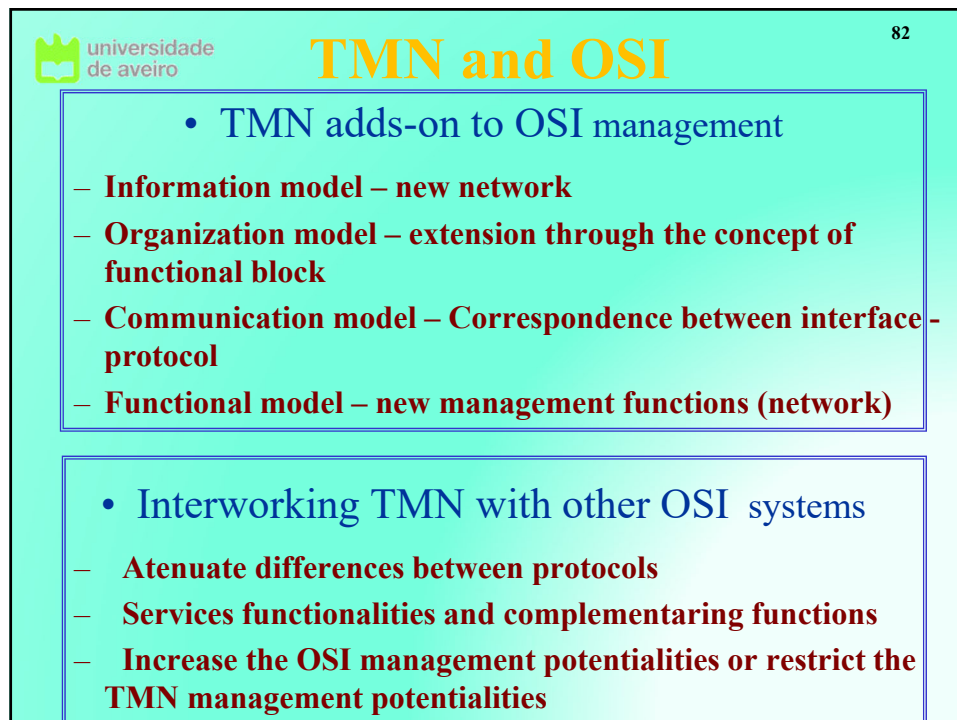 82
universidade
de aveiro
TMN and OSI
• TMN adds-on to OSI management
– Information model – new network
– Organization model – extension through the concept of
functional block
– Communication model – Correspondence between interface -
protocol
– Functional model – new management functions (network)
• Interworking TMN with other OSI systems
– Atenuate differences between protocols
– Services functionalities and complementaring functions
– Increase the OSI management potentialities or restrict the
TMN management potentialities